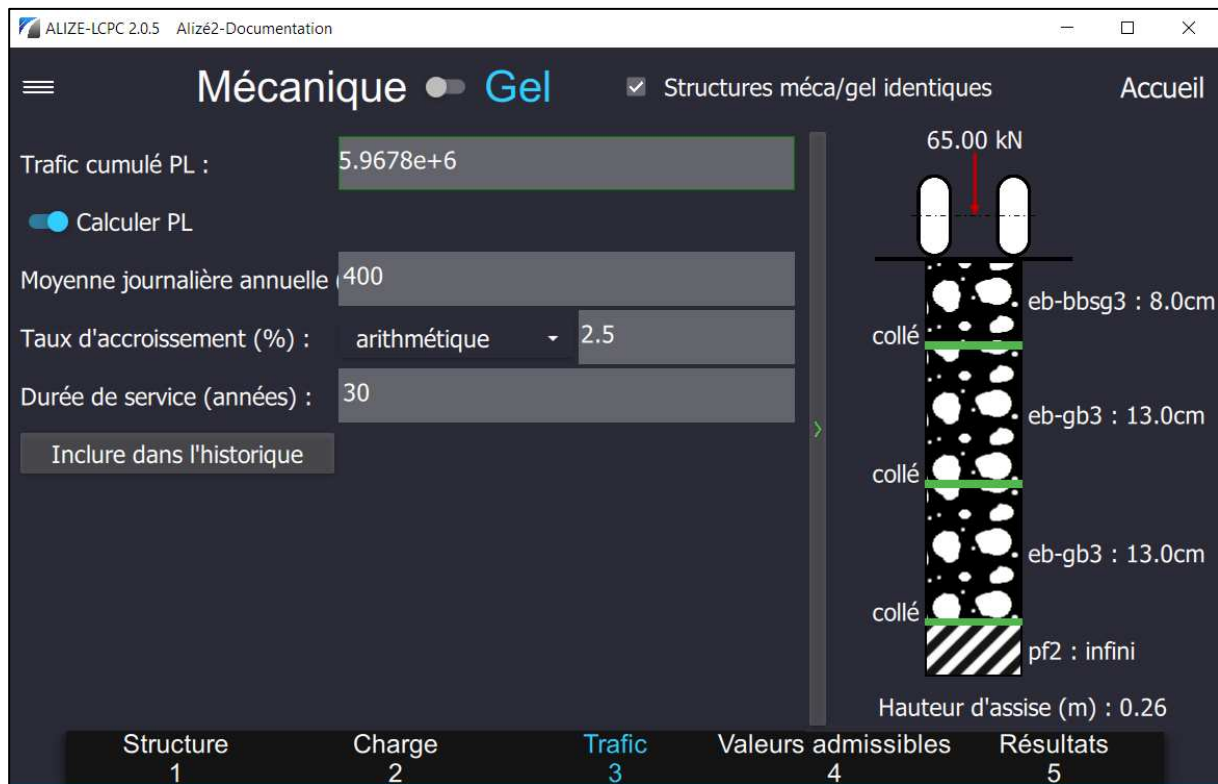 ALIZE-LCPC 2.0.5 Alizé2-Documentation
Mécanique Gel Structures méca/gel identiques Accueil
Trafic cumulé PL : 5.9678e+6
Calculer PL
Moyenne journalière annuelle ( 400
Taux d'accroissement (%) : arithmétique 2.5
Durée de service (années) : 30
Inclure dans l'historique
65.00 kN
eb-bbsg3 : 8.0cm
collé
eb-gb3 : 13.0cm
collé
eb-gb3 : 13.0cm
collé
pf2 : infini
Hauteur d'assise (m) : 0.26
Structure Charge Trafic Valeurs admissibles Résultats
1 2 3 4 5